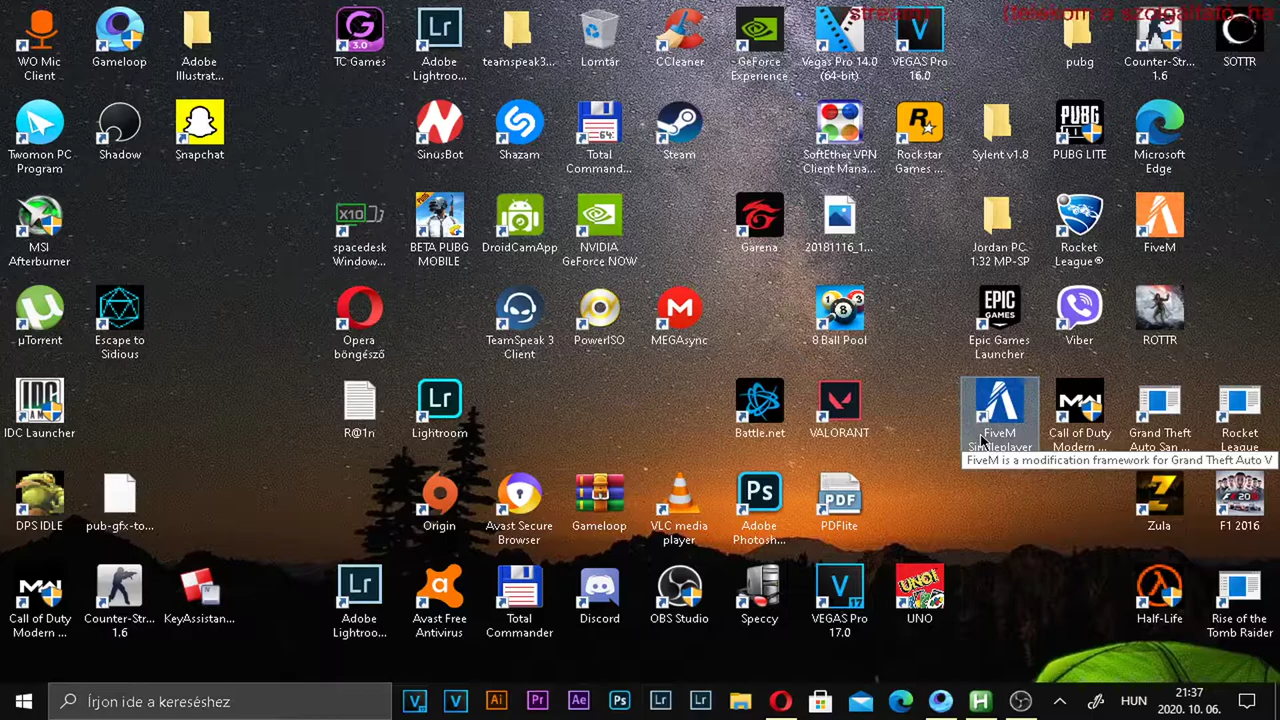 stream (telekom a szolgáltató, ha
WO Mic
Client
Gameloop
Adobe
Illustrat...
TC Games
Adobe
Lightroo...
teamspeak3...
Lomtár
CCleaner
GeForce
Experience
Vegas Pro 14.0
(64-bit)
VEGAS Pro
16.0
pubg
Counter-Str...
1.6
SOTTR
Twomon PC
Program
Shadow
Snapchat
SinusBot
Shazam
Total
Command...
Steam
SoftEther VPN
Client Mana...
Rockstar
Games ...
Sylent v1.8
PUBG LITE
Microsoft
Edge
MSI
Afterburner
spacedesk
Window...
BETA PUBG
MOBILE
DroidCamApp
NVIDIA
GeForce NOW
Garena
20181116_1...
Jordan PC
1.32 MP-SP
Rocket
League®
FiveM
µTorrent
Escape to
Sidious
Opera
böngésző
TeamSpeak 3
Client
PowerISO
MEGAsync
8 Ball Pool
Epic Games
Launcher
Viber
ROTTR
IDC Launcher
R@1n
Lightroom
Battle.net
VALORANT
FiveM
Singleplayer
Call of Duty
Modern ...
Grand Theft
Auto San ...
Rocket
League
FiveM is a modification framework for Grand Theft Auto V
DPS IDLE
pub-gfx-to...
Origin
Avast Secure
Browser
Gameloop
VLC media
player
Adobe
Photosh...
PDFlite
Zula
F1 2016
Call of Duty
Modern ...
Counter-Str...
1.6
KeyAssistan...
Adobe
Lightroo...
Avast Free
Antivirus
Total
Commander
Discord
OBS Studio
Speccy
VEGAS Pro
17.0
UNO
Half-Life
Rise of the
Tomb Raider
Írjon ide a kereséshez
HUN
21:37
2020. 10. 06.